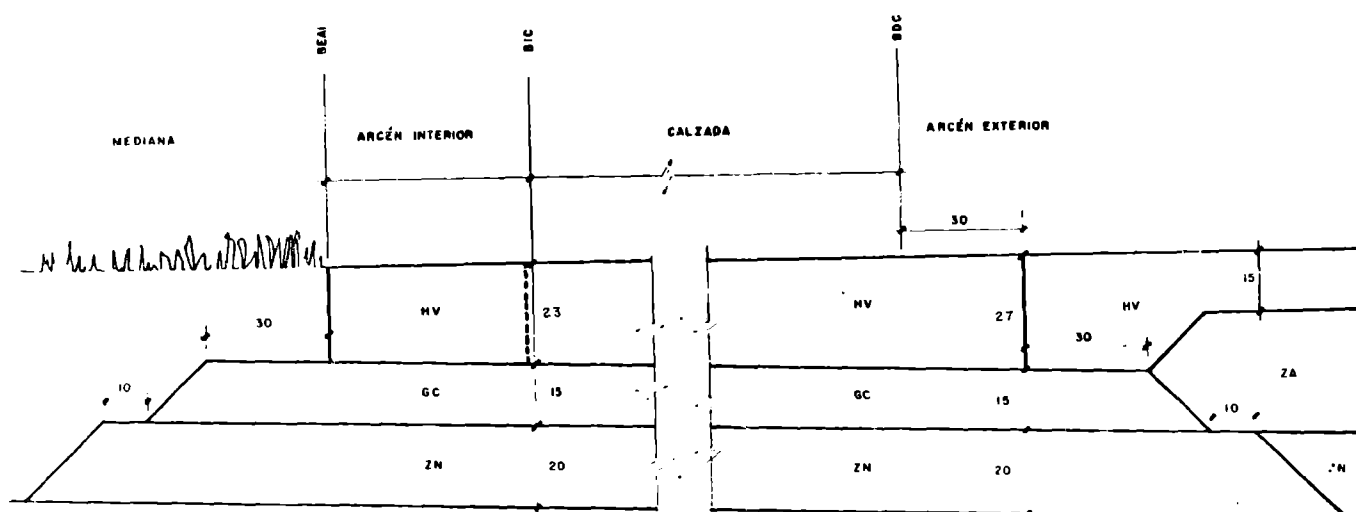 BEAI
BIC
BDC
MEDIANA
ARCÉN INTERIOR
CALZADA
ARCÉN EXTERIOR
30
15
30
HV
23
HV
27
HV
30
10
GC
15
GC
15
ZA
10
ZN
20
ZN
20